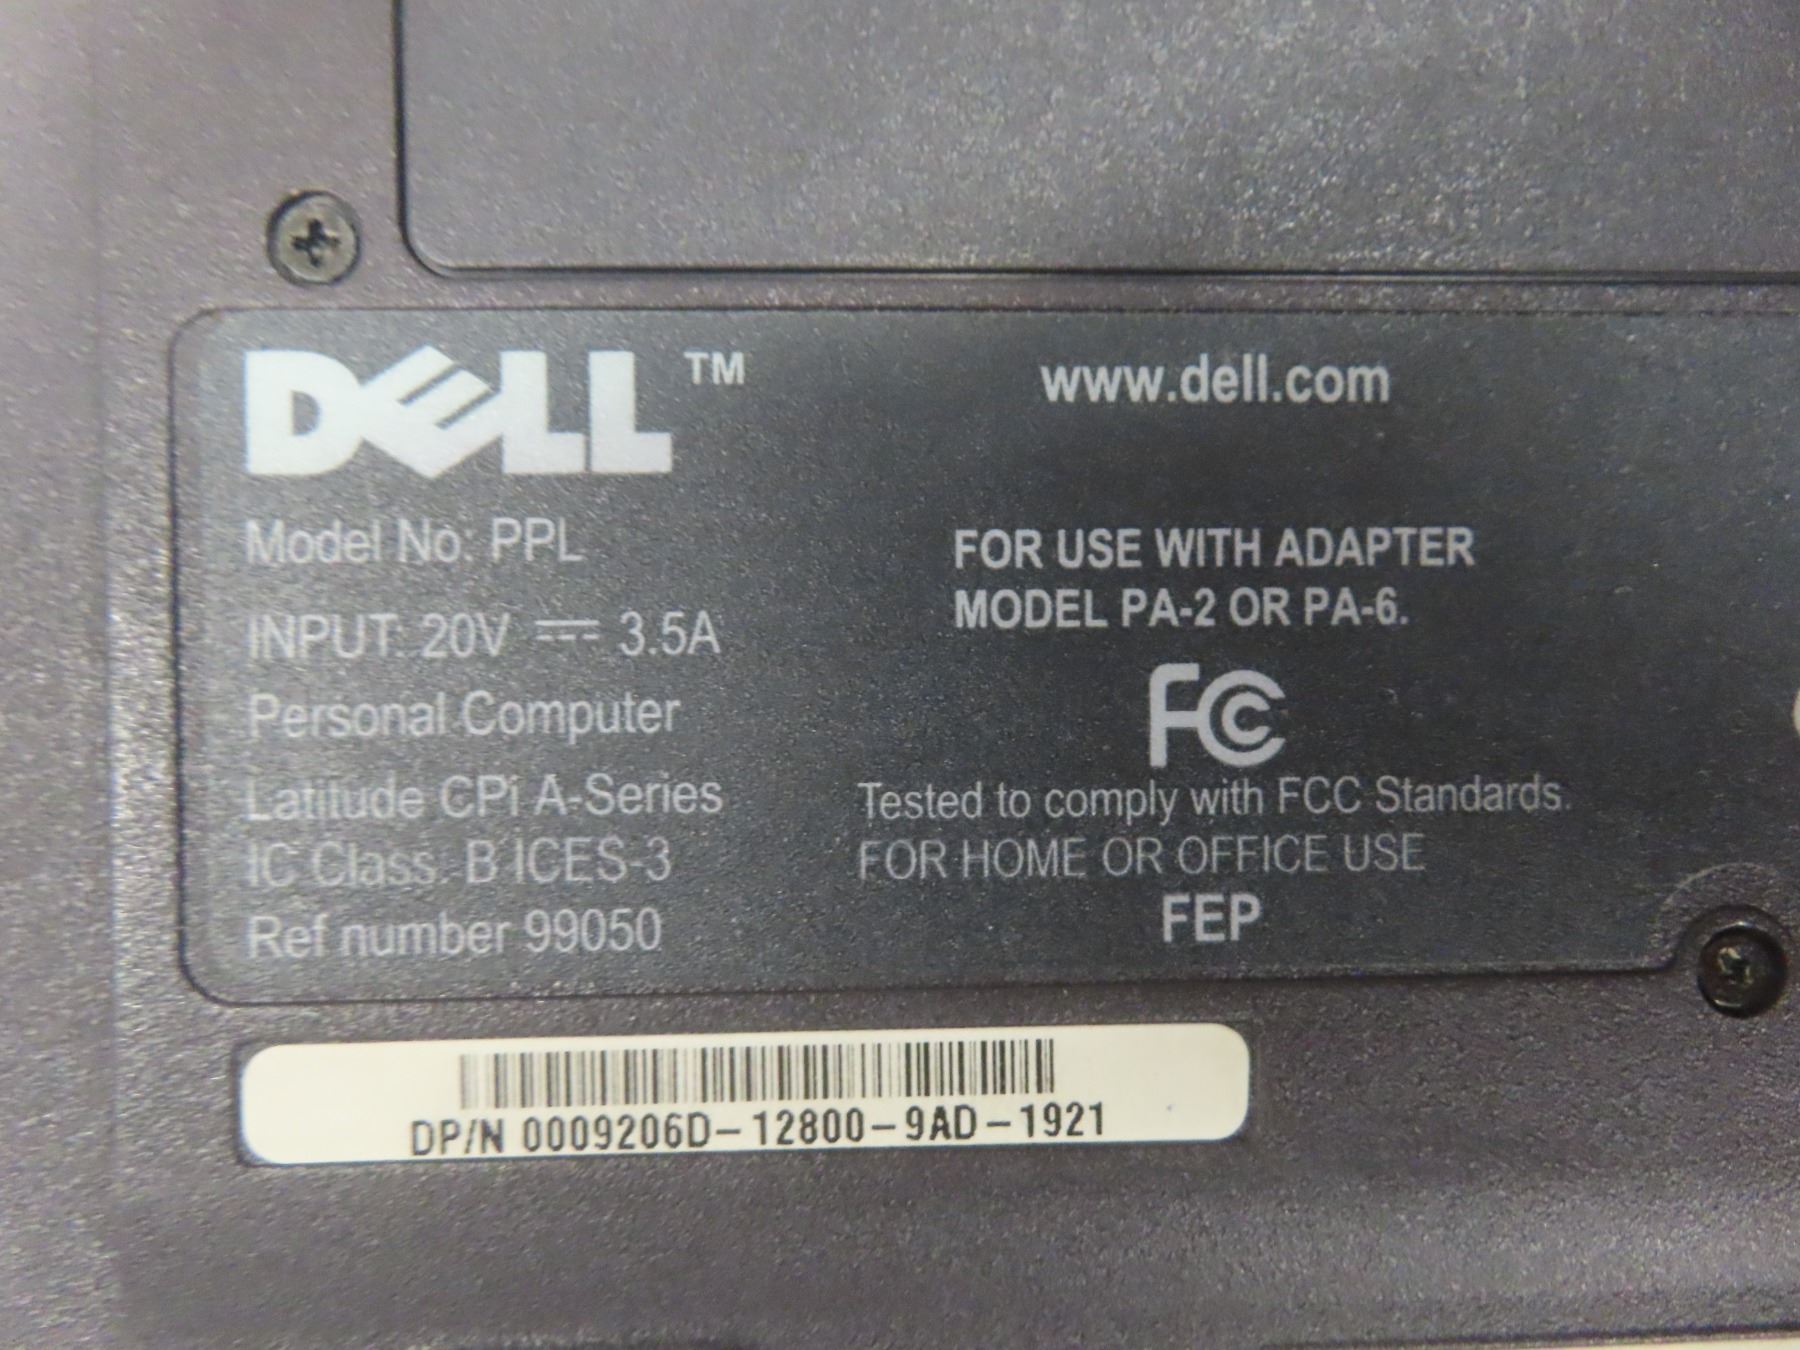 DELL™
www.dell.com
Model No: PPL
INPUT: 20V ⎓ 3.5A
Personal Computer
Latitude CPi A-Series
IC Class. B ICES-3
Ref number 99050
FOR USE WITH ADAPTER
MODEL PA-2 OR PA-6.
FC
Tested to comply with FCC Standards.
FOR HOME OR OFFICE USE
FEP
DP/N 0009206D-12800-9AD-1921